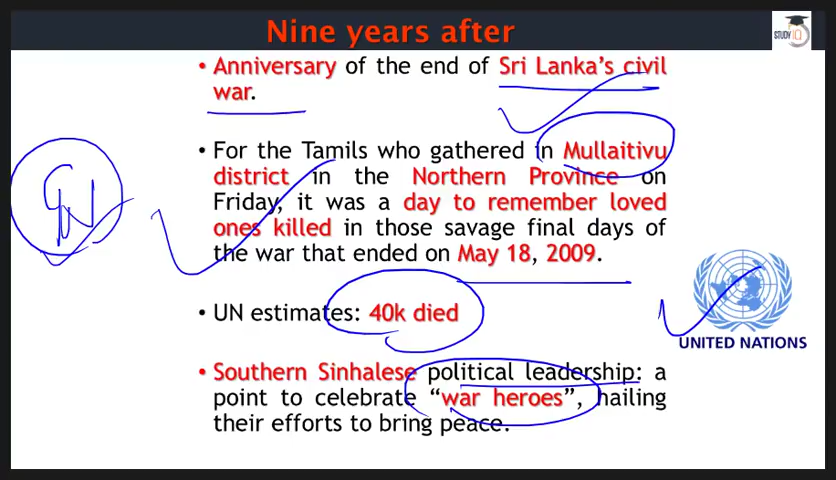 Nine years after
STUDY IQ
• Anniversary of the end of Sri Lanka's civil
war.
• For the Tamils who gathered in Mullaitivu
district in the Northern Province on
Friday, it was a day to remember loved
ones killed in those savage final days of
the war that ended on May 18, 2009.
• UN estimates: 40k died
UNITED NATIONS
• Southern Sinhalese political leadership: a
point to celebrate “war heroes”, hailing
their efforts to bring peace.